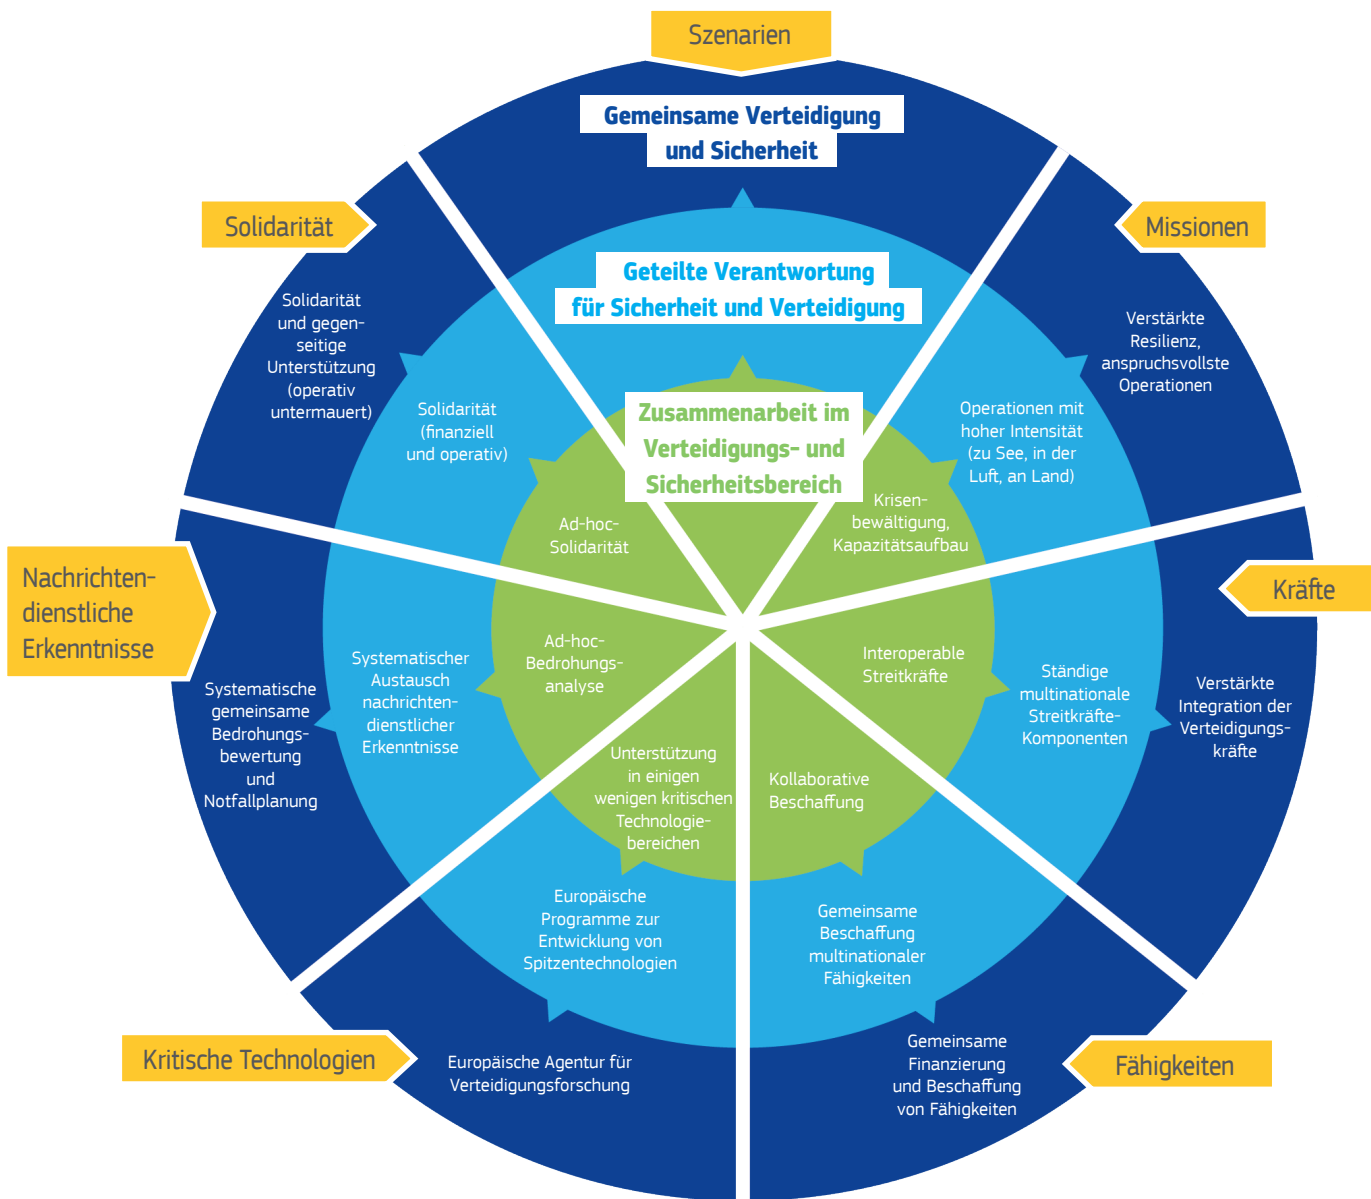 Szenarien
Gemeinsame Verteidigung
und Sicherheit
Geteilte Verantwortung
für Sicherheit und Verteidigung
Zusammenarbeit im
Verteidigungs- und
Sicherheitsbereich
Missionen
Verstärkte
Resilienz,
anspruchsvollste
Operationen
Operationen mit
hoher Intensität
(zu See, in der
Luft, an Land)
Krisen-
bewältigung,
Kapazitätsaufbau
Kräfte
Verstärkte
Integration der
Verteidigungs-
kräfte
Ständige
multinationale
Streitkräfte-
Komponenten
Interoperable
Streitkräfte
Fähigkeiten
Gemeinsame
Finanzierung
und Beschaffung
von Fähigkeiten
Gemeinsame
Beschaffung
multinationaler
Fähigkeiten
Kollaborative
Beschaffung
Kritische Technologien
Europäische Agentur für
Verteidigungsforschung
Europäische
Programme zur
Entwicklung von
Spitzentechnologien
Unterstützung
in einigen
wenigen kritischen
Technologie-
bereichen
Nachrichten-
dienstliche
Erkenntnisse
Systematische
gemeinsame
Bedrohungs-
bewertung
und
Notfallplanung
Systematischer
Austausch
nachrichten-
dienstlicher
Erkenntnisse
Ad-hoc-
Bedrohungs-
analyse
Solidarität
Solidarität
und gegen-
seitige
Unterstützung
(operativ
untermauert)
Solidarität
(finanziell
und operativ)
Ad-hoc-
Solidarität